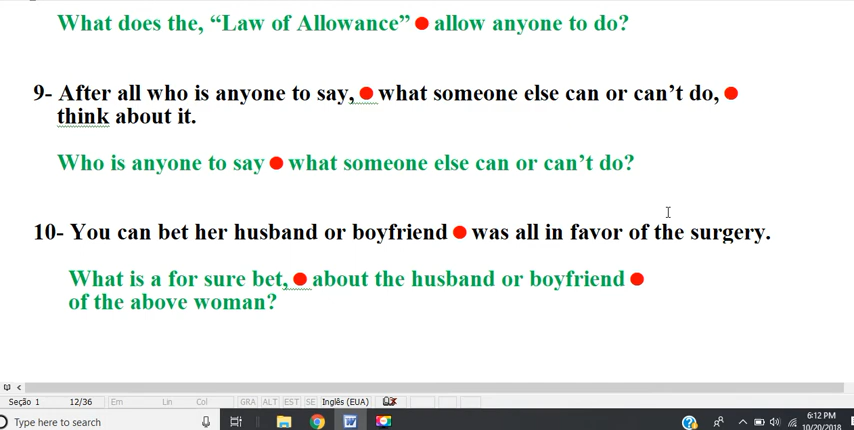 What does the, “Law of Allowance” allow anyone to do?
9- After all who is anyone to say, what someone else can or can’t do,
think about it.
Who is anyone to say what someone else can or can’t do?
10- You can bet her husband or boyfriend was all in favor of the surgery.
What is a for sure bet, about the husband or boyfriend
of the above woman?
Seção 1 12/36 Em Lin Col GRA ALT EST SE Inglês (EUA)
Type here to search
6:12 PM
10/20/2018